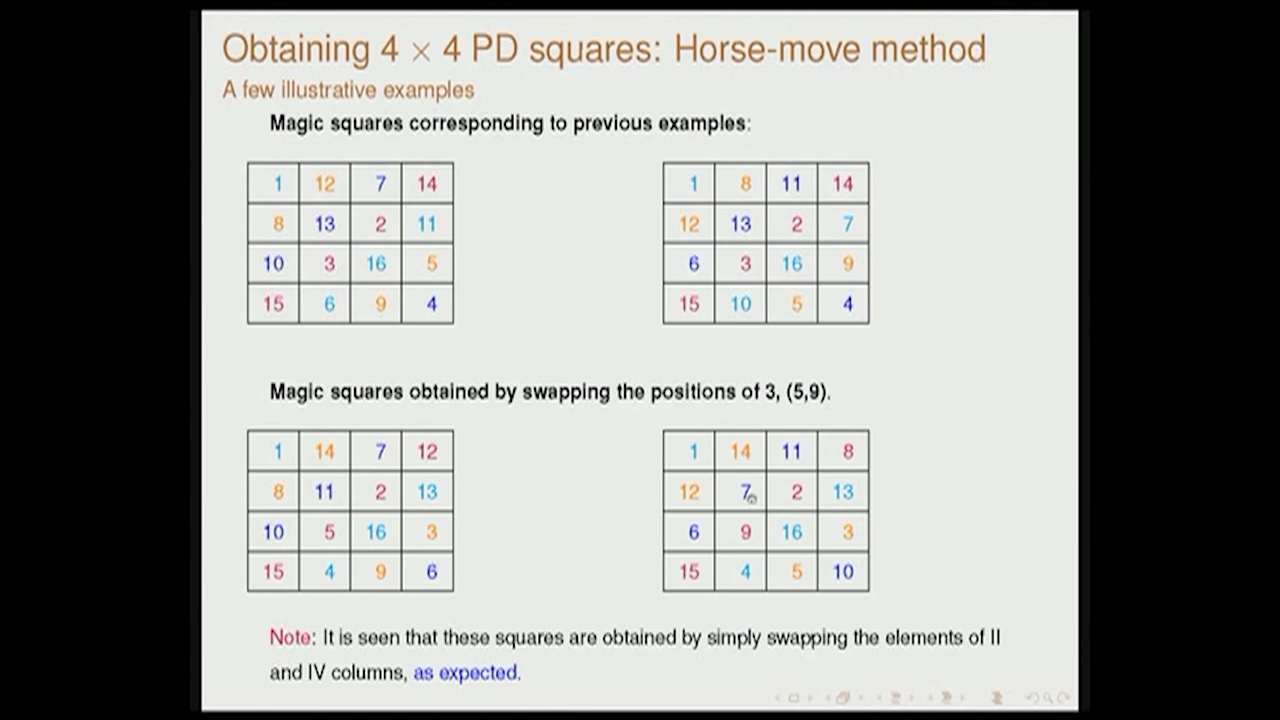 Obtaining 4 × 4 PD squares: Horse-move method
A few illustrative examples
Magic squares corresponding to previous examples:
1 12 7 14
8 13 2 11
10 3 16 5
15 6 9 4
1 8 11 14
12 13 2 7
6 3 16 9
15 10 5 4
Magic squares obtained by swapping the positions of 3, (5,9).
1 14 7 12
8 11 2 13
10 5 16 3
15 4 9 6
1 14 11 8
12 7 2 13
6 9 16 3
15 4 5 10
Note: It is seen that these squares are obtained by simply swapping the elements of II
and IV columns, as expected.